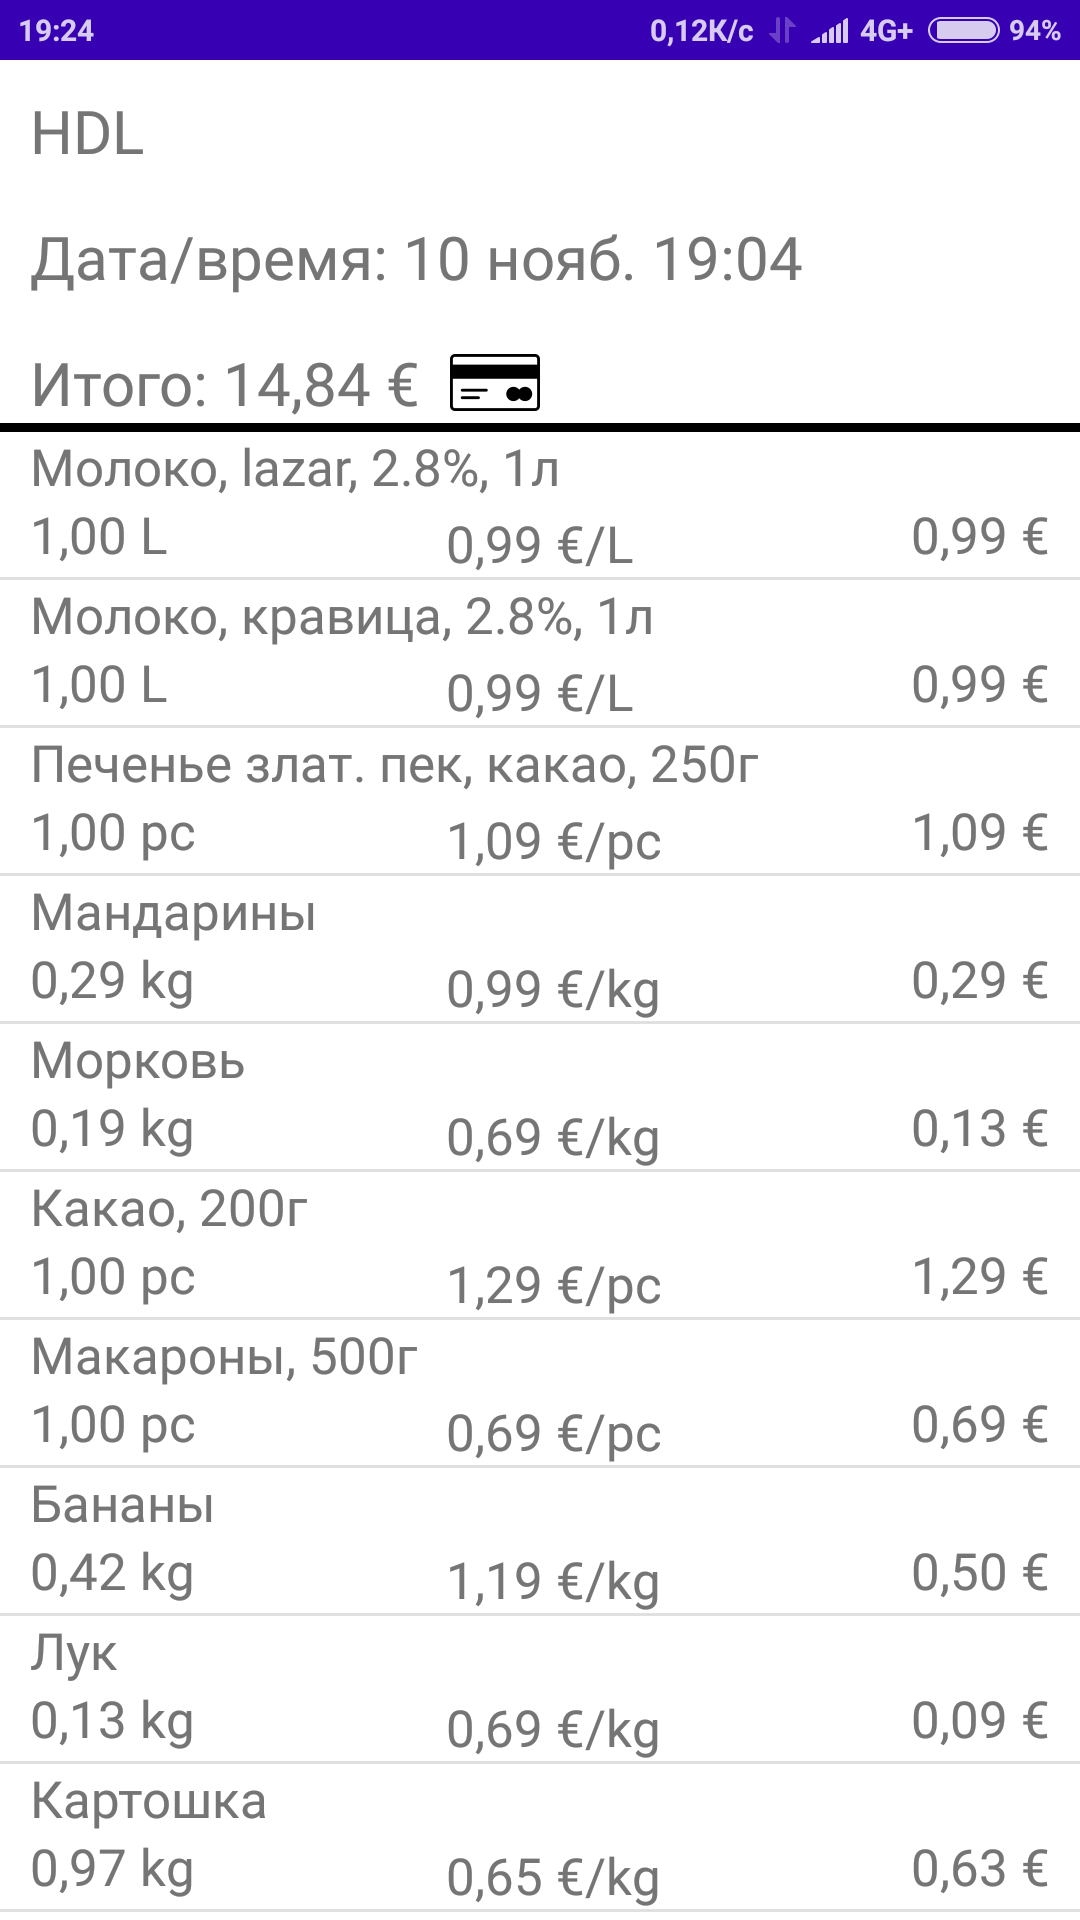 19:24 0,12К/с 4G+ 94%
HDL
Дата/время: 10 нояб. 19:04
Итого: 14,84 €
Молоко, lazar, 2.8%, 1л
1,00 L 0,99 €/L 0,99 €
Молоко, кравица, 2.8%, 1л
1,00 L 0,99 €/L 0,99 €
Печенье злат. пек, какао, 250г
1,00 pc 1,09 €/pc 1,09 €
Мандарины
0,29 kg 0,99 €/kg 0,29 €
Морковь
0,19 kg 0,69 €/kg 0,13 €
Какао, 200г
1,00 pc 1,29 €/pc 1,29 €
Макароны, 500г
1,00 pc 0,69 €/pc 0,69 €
Бананы
0,42 kg 1,19 €/kg 0,50 €
Лук
0,13 kg 0,69 €/kg 0,09 €
Картошка
0,97 kg 0,65 €/kg 0,63 €